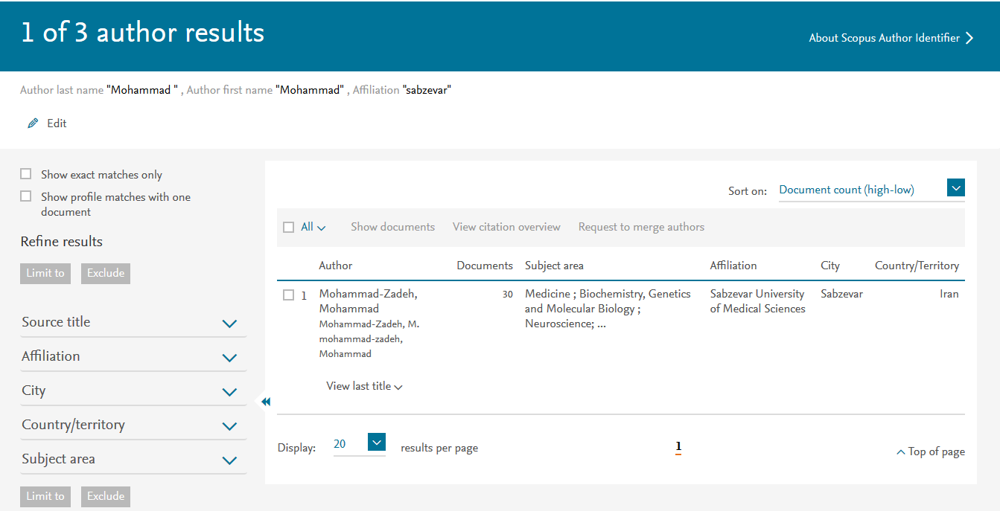 1 of 3 author results
About Scopus Author Identifier
Author last name "Mohammad " , Author first name "Mohammad" , Affiliation "sabzevar"
Edit
Show exact matches only
Show profile matches with one
document
Refine results
Limit to Exclude
Source title
Affiliation
City
Country/territory
Subject area
Limit to Exclude
Sort on: Document count (high-low)
All Show documents View citation overview Request to merge authors
Author Documents Subject area Affiliation City Country/Territory
1 Mohammad-Zadeh, 30 Medicine ; Biochemistry, Genetics Sabzevar University Sabzevar Iran
Mohammad and Molecular Biology ; of Medical Sciences
Mohammad-Zadeh, M. Neuroscience; ...
mohammad-zadeh,
Mohammad
View last title
Display: 20 results per page 1 Top of page